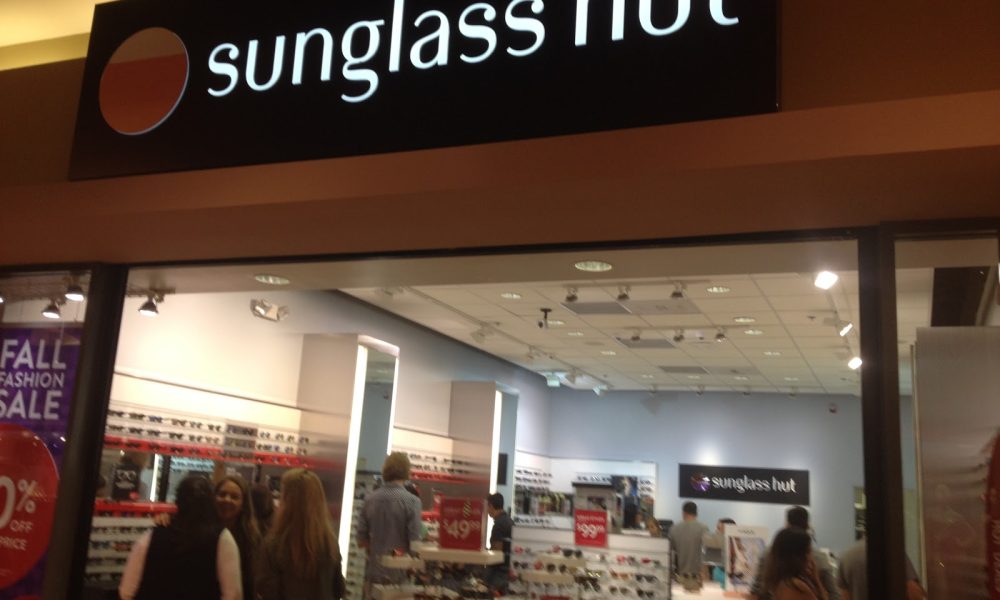 sunglass hut
FALL
FASHION
SALE
0%
OFF
PRICE
$49
$99
sunglass hut